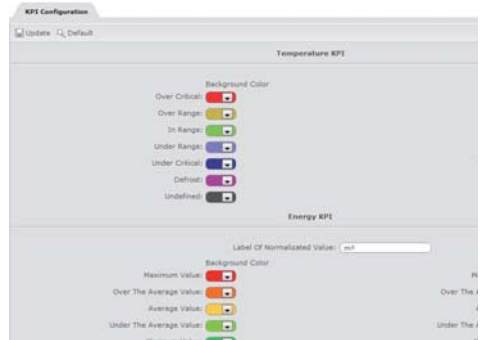 KPI Configuration
Update Default
Temperature KPI
Background Color
Over Critical:
Over Range:
In Range:
Under Range:
Under Critical:
Defrost:
Undefined:
Energy KPI
Label Of Normalizated Value:
Background Color
Maximum Value:
Over The Average Value: Over The
Average Value:
Under The Average Value: Under The